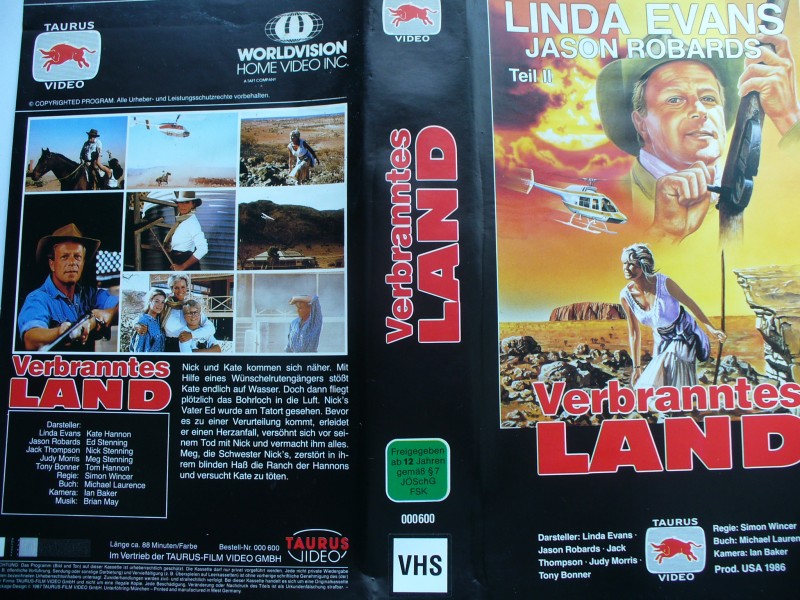 TAURUS
VIDEO
WORLDVISION
HOME VIDEO INC.
A TAFT COMPANY
© COPYRIGHTED PROGRAM. Alle Urheber- und Leistungsschutzrechte vorbehalten.
Verbranntes
LAND
Darsteller:
Linda Evans Kate Hannon
Jason Robards Ed Stenning
Jack Thompson Nick Stenning
Judy Morris Meg Stenning
Tony Bonner Tom Hannon
Regie: Simon Wincer
Buch: Michael Laurence
Kamera: Ian Baker
Musik: Brian May
Nick und Kate kommen sich näher. Mit
Hilfe eines Wünschelrutengängers stößt
Kate endlich auf Wasser. Doch dann fliegt
plötzlich das Bohrloch in die Luft. Nick's
Vater Ed wurde am Tatort gesehen. Bevor
es zu einer Verurteilung kommt, erleidet
er einen Herzanfall, versöhnt sich vor sei-
nem Tod mit Nick und vermacht ihm alles.
Meg, die Schwester Nick's, zerstört in ih-
rem blinden Haß die Ranch der Hannons
und versucht Kate zu töten.
Länge ca. 88 Minuten/Farbe
Bestell-Nr. 000 600
Im Vertrieb der TAURUS-FILM VIDEO GMBH
TAURUS
VIDEO
VIDEO
Verbranntes
LAND
Freigegeben
ab 12 Jahren
gemäß § 7
JÖSchG
FSK
000600
VHS
LINDA EVANS
JASON ROBARDS
Teil II
Verbranntes
LAND
Darsteller: Linda Evans ·
Jason Robards · Jack
Thompson · Judy Morris ·
Tony Bonner
TAURUS
VIDEO
Regie: Simon Wincer
Buch: Michael Lauren
Kamera: Ian Baker
Prod. USA 1986